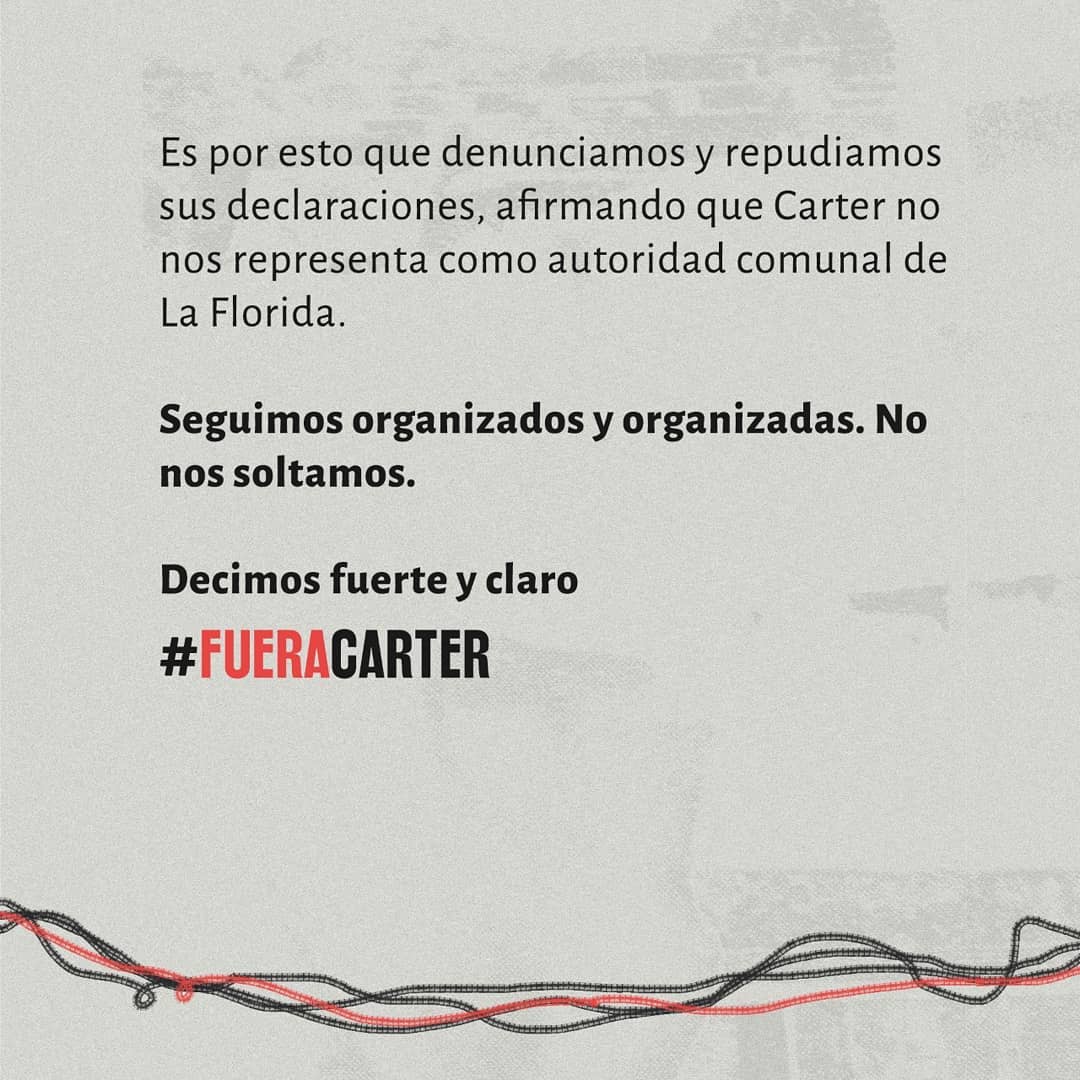 Es por esto que denunciamos y repudiamos
sus declaraciones, afirmando que Carter no
nos representa como autoridad comunal de
La Florida.
Seguimos organizados y organizadas. No
nos soltamos.
Decimos fuerte y claro
#FUERACARTER